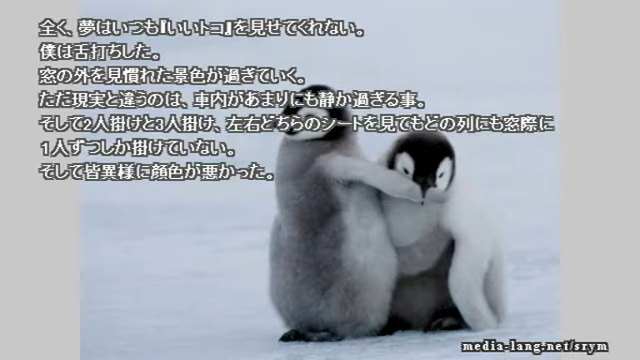 全く、夢はいつも『いいトコ』を見せてくれない。
僕は舌打ちした。
窓の外を見慣れた景色が過ぎていく。
ただ現実と違うのは、車内があまりにも静か過ぎる事。
そして2人掛けと3人掛け、左右どちらのシートを見てもどの列にも窓際に
１人ずつしか掛けていない。
そして皆異様に顔色が悪かった。
media-lang.net/srym